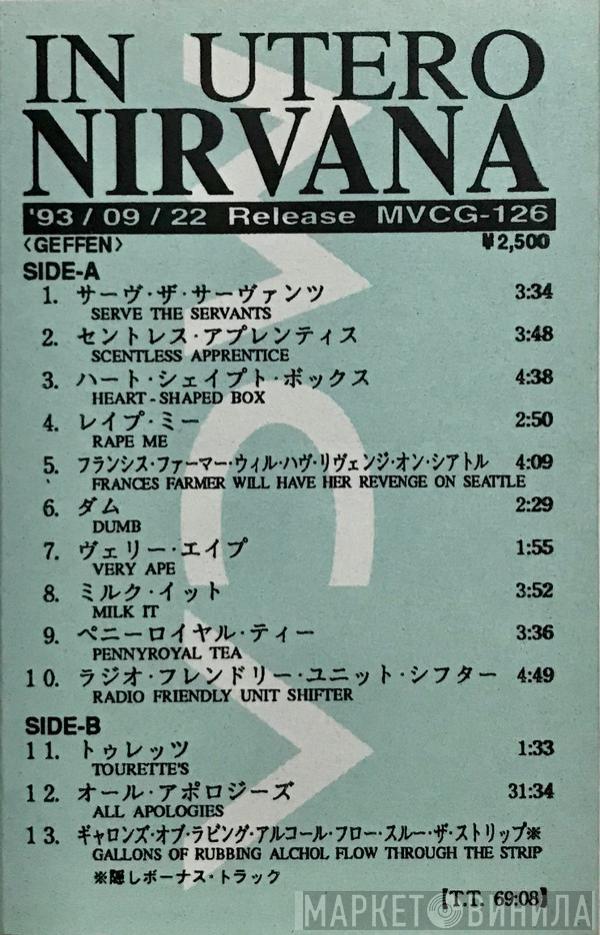 IN UTERO
NIRVANA
'93/09/22 Release MVCG-126
〈GEFFEN〉 ¥2,500
SIDE-A
1. サーヴ・ザ・サーヴァンツ 3:34
SERVE THE SERVANTS
2. セントレス・アプレンティス 3:48
SCENTLESS APPRENTICE
3. ハート・シェイプト・ボックス 4:38
HEART-SHAPED BOX
4. レイプ・ミー 2:50
RAPE ME
5. フランシス・ファーマー・ウィル・ハヴ・リヴェンジ・オン・シアトル 4:09
FRANCES FARMER WILL HAVE HER REVENGE ON SEATTLE
6. ダム 2:29
DUMB
7. ヴェリー・エイプ 1:55
VERY APE
8. ミルク・イット 3:52
MILK IT
9. ペニーロイヤル・ティー 3:36
PENNYROYAL TEA
10. ラジオ・フレンドリー・ユニット・シフター 4:49
RADIO FRIENDLY UNIT SHIFTER
SIDE-B
11. トゥレッツ 1:33
TOURETTE'S
12. オール・アポロジーズ 31:34
ALL APOLOGIES
13. ギャロンズ・オブ・ラビング・アルコール・フロー・スルー・ザ・ストリップ※
GALLONS OF RUBBING ALCHOL FLOW THROUGH THE STRIP
※隠しボーナス・トラック
【T.T. 69:08】
МАРКЕТ ВИНИЛА